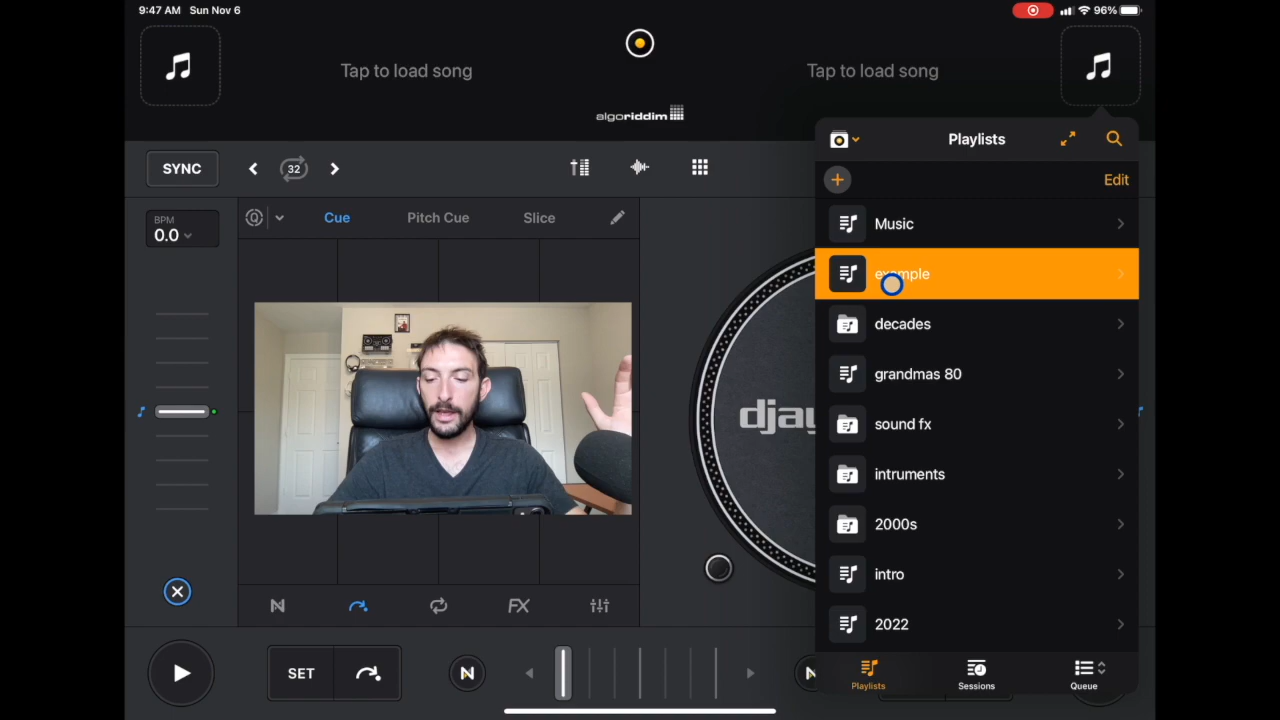 9:47 AM Sun Nov 6
96%
Tap to load song
Tap to load song
algoriddim
Playlists
SYNC
32
Edit
BPM
0.0
Cue
Pitch Cue
Slice
Music
example
decades
grandmas 80
sound fx
intruments
2000s
intro
2022
djay
FX
SET
Playlists
Sessions
Queue